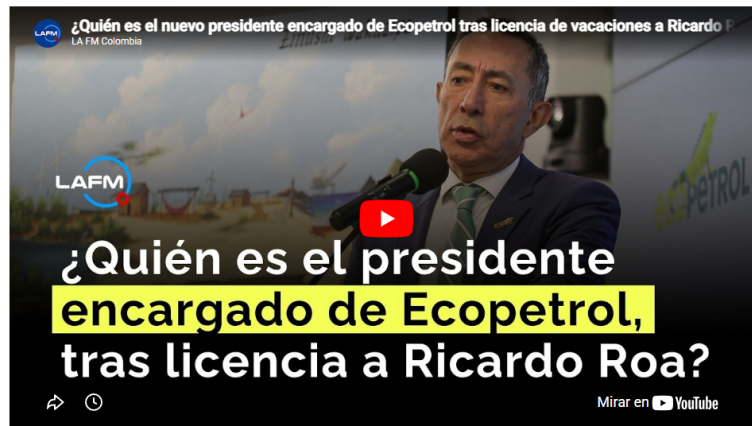 ¿Quién es el nuevo presidente encargado de Ecopetrol tras licencia de vacaciones a Ricardo R
LA FM Colombia
LAFM
LAFM
ecopetrol
¿Quién es el presidente
encargado de Ecopetrol,
tras licencia a Ricardo Roa?
Mirar en YouTube